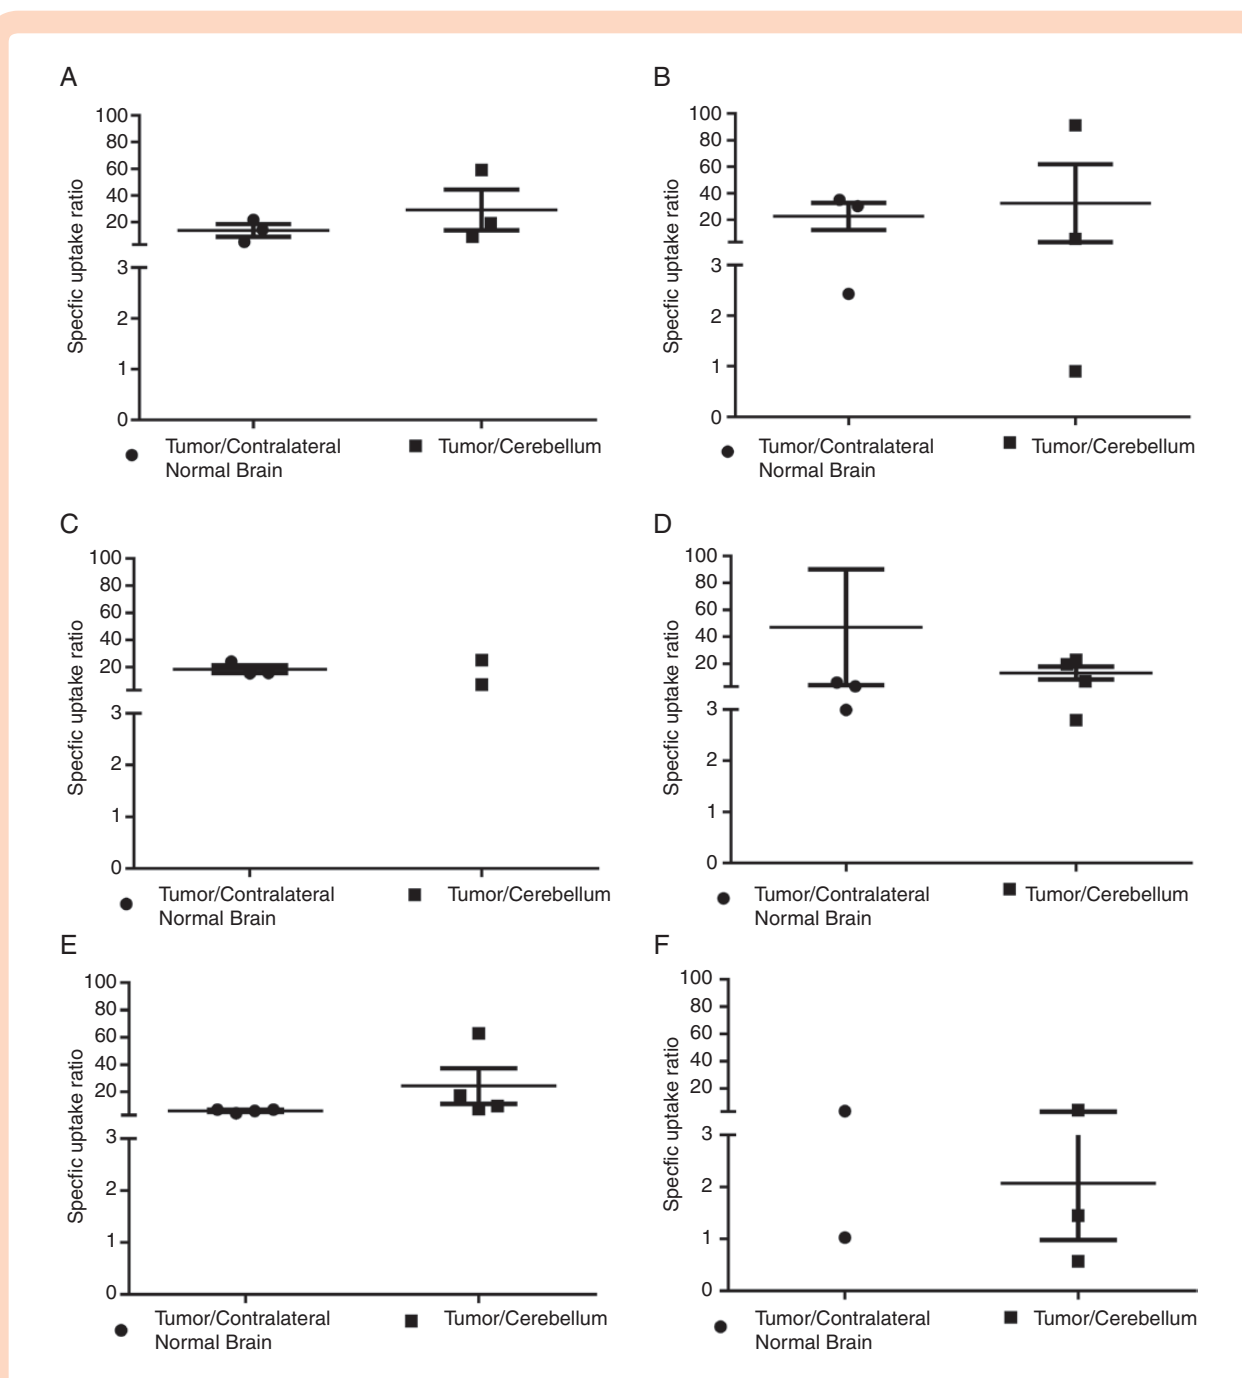 A
B
100
80
60
40
20
3
2
1
0
Specfic uptake ratio
Tumor/Contralateral
Normal Brain
Tumor/Cerebellum
100
80
60
40
20
3
2
1
0
Specfic uptake ratio
Tumor/Contralateral
Normal Brain
Tumor/Cerebellum
C
D
100
80
60
40
20
3
2
1
0
Specfic uptake ratio
Tumor/Contralateral
Normal Brain
Tumor/Cerebellum
100
80
60
40
20
3
2
1
0
Specfic uptake ratio
Tumor/Contralateral
Normal Brain
Tumor/Cerebellum
E
F
100
80
60
40
20
3
2
1
0
Specfic uptake ratio
Tumor/Contralateral
Normal Brain
Tumor/Cerebellum
100
80
60
40
20
3
2
1
0
Specfic uptake ratio
Tumor/Contralateral
Normal Brain
Tumor/Cerebellum